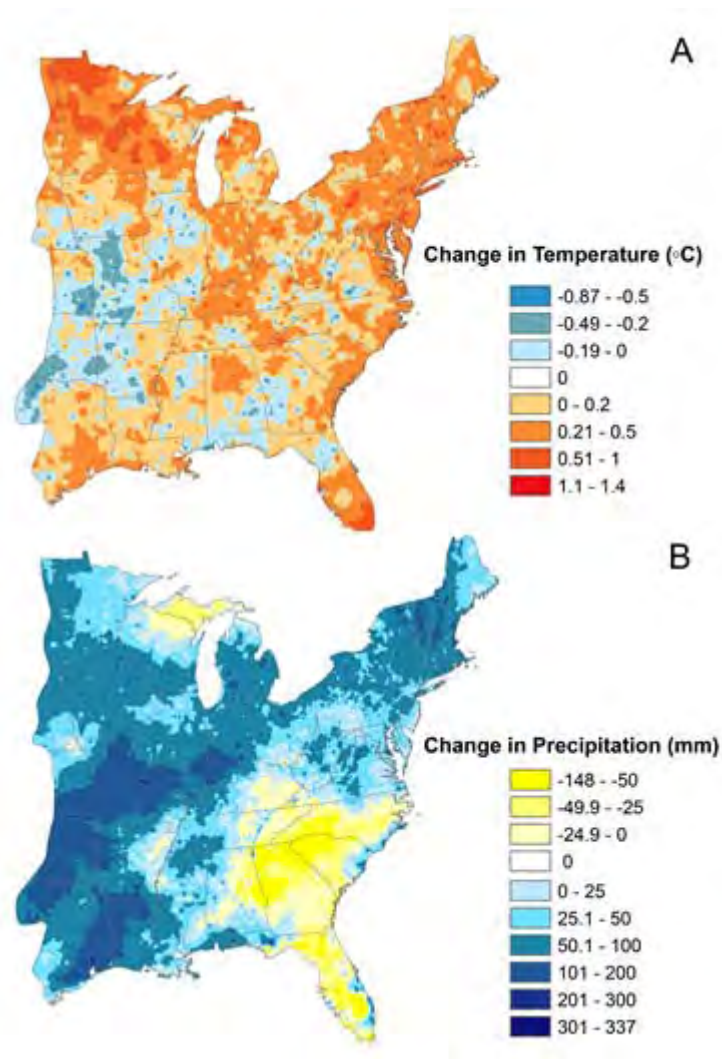 A
Change in Temperature (◦C)
-0.87 - -0.5
-0.49 - -0.2
-0.19 - 0
0
0 - 0.2
0.21 - 0.5
0.51 - 1
1.1 - 1.4
B
Change in Precipitation (mm)
-148 - -50
-49.9 - -25
-24.9 - 0
0
0 - 25
25.1 - 50
50.1 - 100
101 - 200
201 - 300
301 - 337